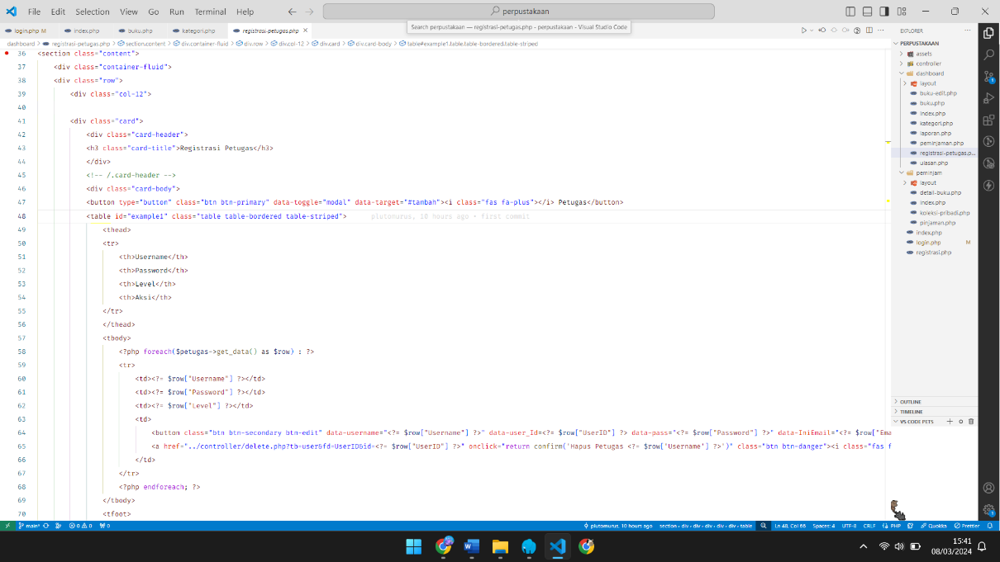 File Edit Selection View Go Run Terminal Help
perpustakaan
Search perpustakaan — registrasi-petugas.php - perpustakaan - Visual Studio Code
login.php M index.php buku.php kategori.php registrasi-petugas.php
dashboard > registrasi-petugas.php > section.content > div.container-fluid > div.row > div.col-12 > div.card > div.card-body > table#example1.table.table-bordered.table-striped
36 <section class="content">
37 <div class="container-fluid">
38 <div class="row">
39 <div class="col-12">
40
41 <div class="card">
42 <div class="card-header">
43 <h3 class="card-title">Registrasi Petugas</h3>
44 </div>
45 <!-- /.card-header -->
46 <div class="card-body">
47 <button type="button" class="btn btn-primary" data-toggle="modal" data-target="#tambah"><i class="fas fa-plus"></i> Petugas</button>
48 <table id="example1" class="table table-bordered table-striped"> plutomurus, 10 hours ago • first commit
49 <thead>
50 <tr>
51 <th>Username</th>
52 <th>Password</th>
53 <th>Level</th>
54 <th>Aksi</th>
55 </tr>
56 </thead>
57 <tbody>
58 <?php foreach($petugas->get_data() as $row) : ?>
59 <tr>
60 <td><?= $row["Username"] ?></td>
61 <td><?= $row["Password"] ?></td>
62 <td><?= $row["Level"] ?></td>
63 <td>
64 <button class="btn btn-secondary btn-edit" data-username="<?= $row["Username"] ?>" data-user_Id=<?= $row["UserID"] ?> data-pass="<?= $row["Password"] ?>" data-IniEmail="<?= $row["Ema
65 <a href="../controller/delete.php?tb=user&fd=UserID&id=<?= $row["UserID"] ?>" onclick="return confirm('Hapus Petugas <?= $row['Username'] ?>')" class="btn btn-danger"><i class="fas f
66 </td>
67 </tr>
68 <?php endforeach; ?>
69 </tbody>
70 <tfoot>
EXPLORER
PERPUSTAKAAN
assets
controller
dashboard
layout
buku-edit.php
buku.php
index.php
kategori.php
laporan.php
peminjaman.php
registrasi-petugas.p...
ulasan.php
peminjam
layout
detail-buku.php
index.php
koleksi-pribadi.php
pinjaman.php
index.php
login.php M
registrasi.php
OUTLINE
TIMELINE
VS CODE PETS
main* 0 0 0 plutomurus, 10 hours ago section › div › div › div › div › div › table Ln 48, Col 66 Spaces: 4 UTF-8 CRLF PHP Quokka Prettier
15:41
08/03/2024